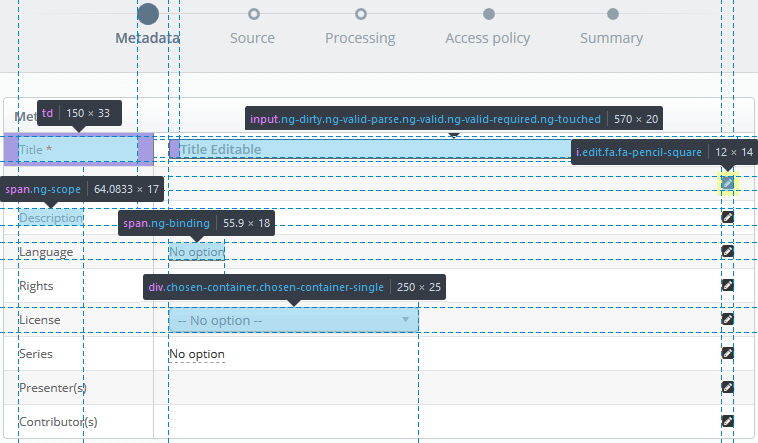 Metadata Source Processing Access policy Summary
Met
td 150 × 33
input.ng-dirty.ng-valid-parse.ng-valid.ng-valid-required.ng-touched 570 × 20
Title * Title Editable
i.edit.fa.fa-pencil-square 12 × 14
span.ng-scope 64.0833 × 17
Description
span.ng-binding 55.9 × 18
Language No option
Rights
div.chosen-container.chosen-container-single 250 × 25
License -- No option --
Series No option
Presenter(s)
Contributor(s)